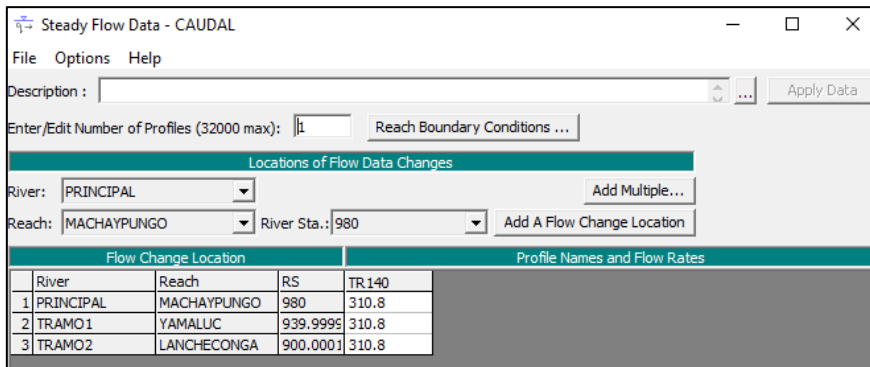 Steady Flow Data - CAUDAL
File Options Help
Description : ... Apply Data
Enter/Edit Number of Profiles (32000 max): 1 Reach Boundary Conditions ...
Locations of Flow Data Changes
River: PRINCIPAL Add Multiple...
Reach: MACHAYPUNGO River Sta.: 980 Add A Flow Change Location
Flow Change Location Profile Names and Flow Rates
River Reach RS TR140
1 PRINCIPAL MACHAYPUNGO 980 310.8
2 TRAMO1 YAMALUC 939.9999 310.8
3 TRAMO2 LANCHECONGA 900.0001 310.8